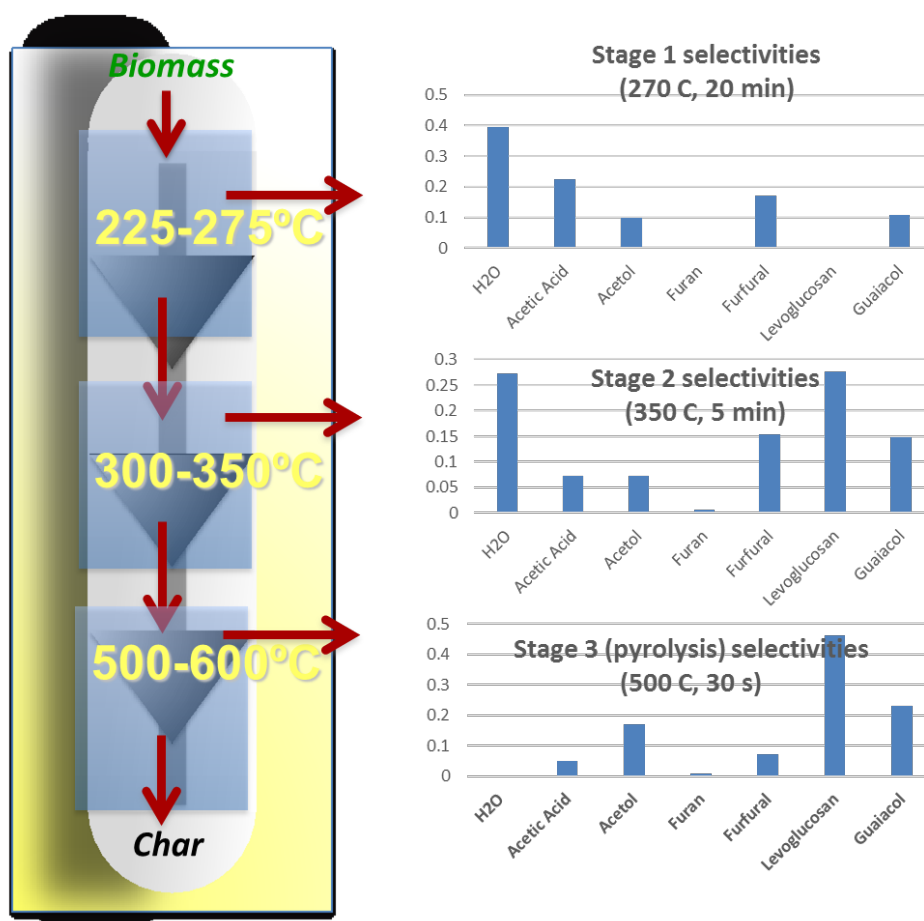 Biomass
225-275ºC
300-350ºC
500-600ºC
Char
Stage 1 selectivities
(270 C, 20 min)
0.5
0.4
0.3
0.2
0.1
0
H2O
Acetic Acid
Acetol
Furan
Furfural
Levoglucosan
Guaiacol
Stage 2 selectivities
(350 C, 5 min)
0.3
0.25
0.2
0.15
0.1
0.05
0
H2O
Acetic Acid
Acetol
Furan
Furfural
Levoglucosan
Guaiacol
Stage 3 (pyrolysis) selectivities
(500 C, 30 s)
0.5
0.4
0.3
0.2
0.1
0
H2O
Acetic Acid
Acetol
Furan
Furfural
Levoglucosan
Guaiacol